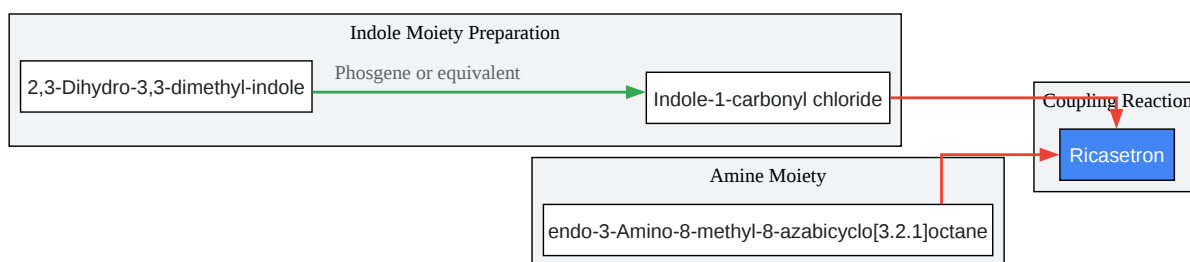 Indole Moiety Preparation
2,3-Dihydro-3,3-dimethyl-indole
Phosgene or equivalent
Indole-1-carbonyl chloride
Coupling Reaction
Ricasetron
Amine Moiety
endo-3-Amino-8-methyl-8-azabicyclo[3.2.1]octane